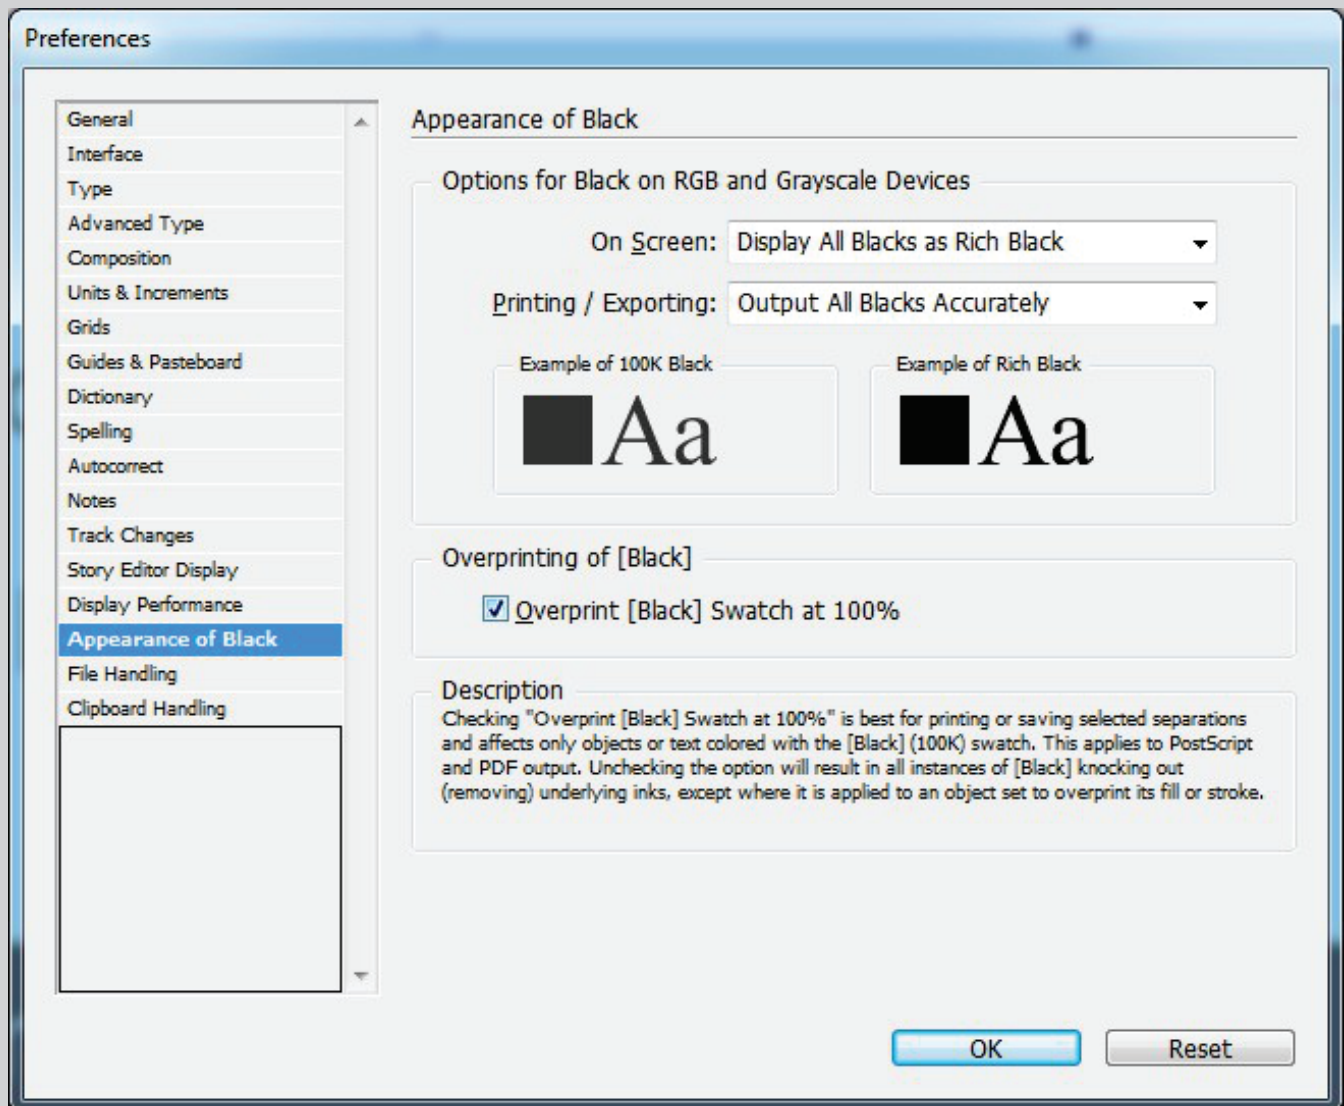 Preferences
General
Interface
Type
Advanced Type
Composition
Units & Increments
Grids
Guides & Pasteboard
Dictionary
Spelling
Autocorrect
Notes
Track Changes
Story Editor Display
Display Performance
Appearance of Black
File Handling
Clipboard Handling
Appearance of Black
Options for Black on RGB and Grayscale Devices
On Screen: Display All Blacks as Rich Black
Printing / Exporting: Output All Blacks Accurately
Example of 100K Black
Aa
Example of Rich Black
Aa
Overprinting of [Black]
Overprint [Black] Swatch at 100%
Description
Checking "Overprint [Black] Swatch at 100%" is best for printing or saving selected separations
and affects only objects or text colored with the [Black] (100K) swatch. This applies to PostScript
and PDF output. Unchecking the option will result in all instances of [Black] knocking out
(removing) underlying inks, except where it is applied to an object set to overprint its fill or stroke.
OK
Reset